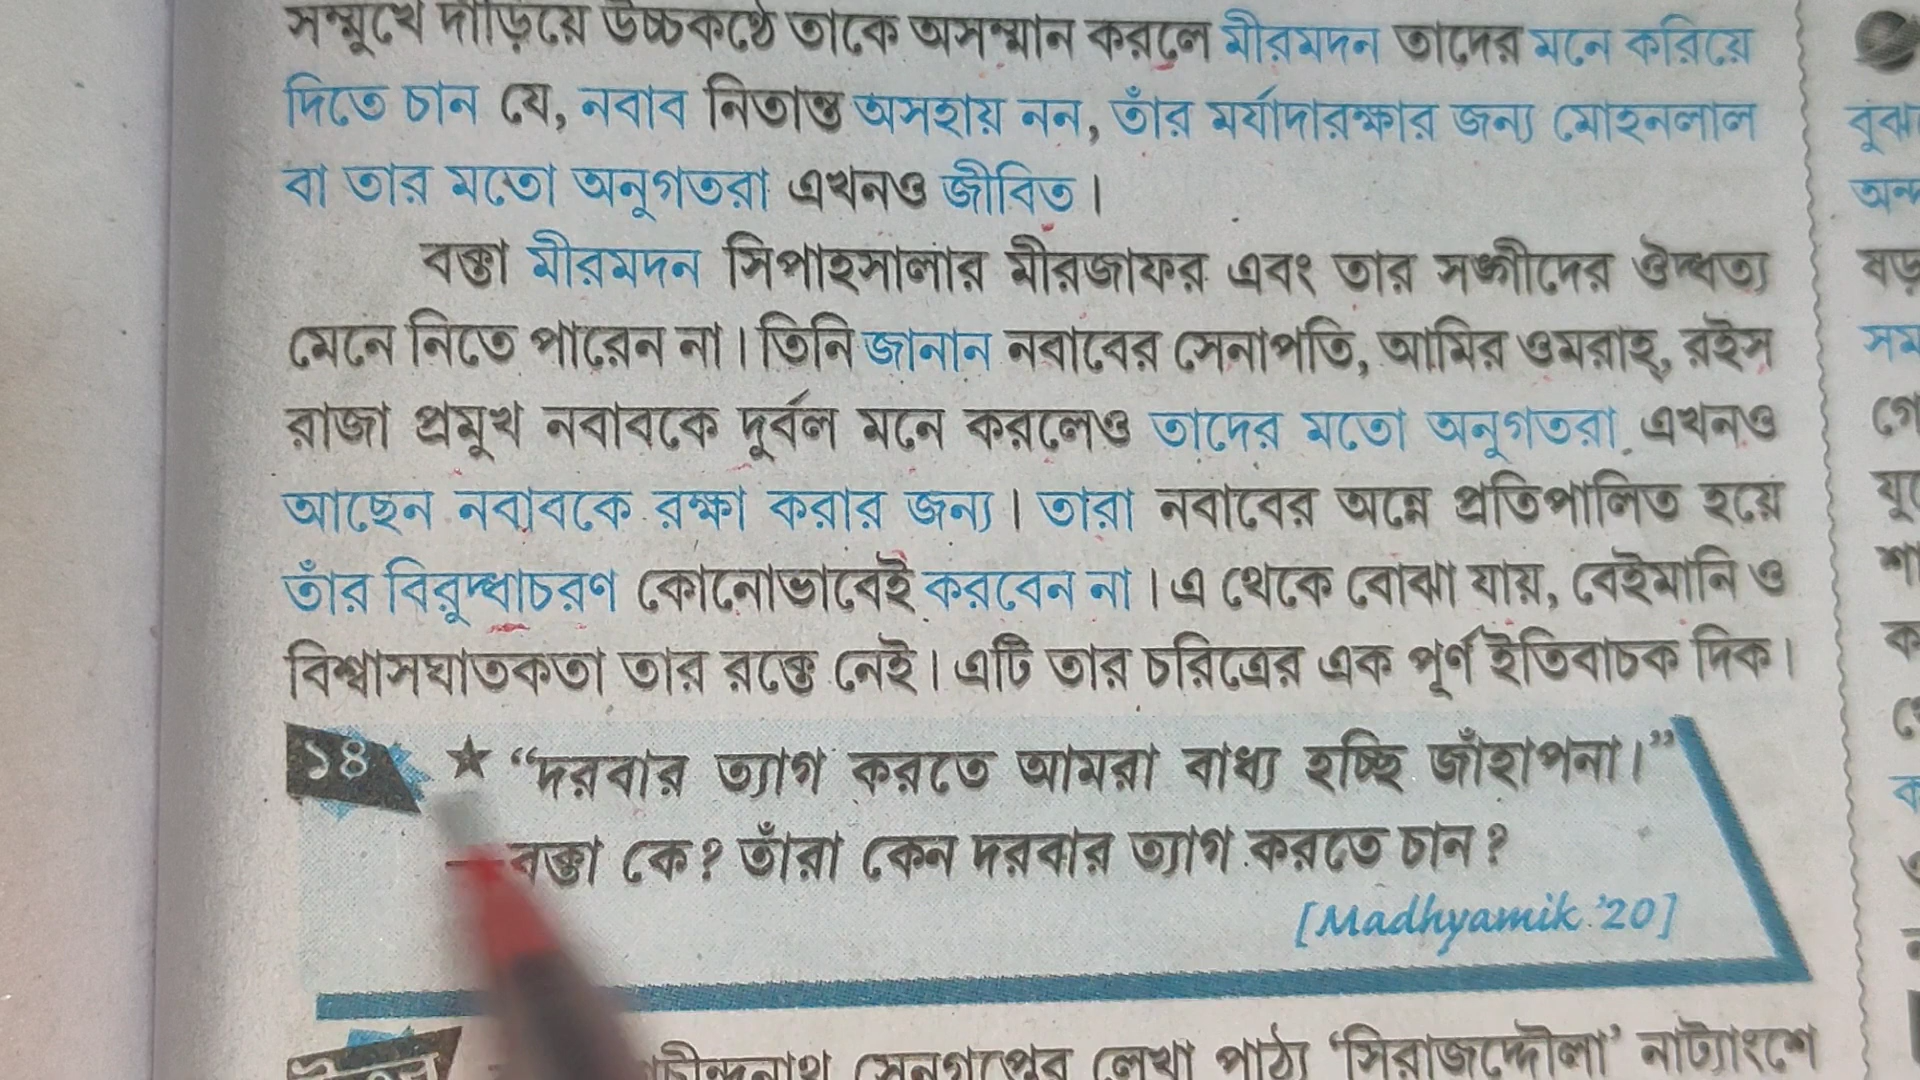 সম্মুখে দাঁড়িয়ে উচ্চকণ্ঠে তাকে অসম্মান করলে মীরমদন তাদের মনে করিয়ে
দিতে চান যে, নবাব নিতান্ত অসহায় নন, তাঁর মর্যাদারক্ষার জন্য মোহনলাল
বা তার মতো অনুগতরা এখনও জীবিত।
বক্তা মীরমদন সিপাহসালার মীরজাফর এবং তার সঙ্গীদের ঔদ্ধত্য
মেনে নিতে পারেন না। তিনি জানান নবাবের সেনাপতি, আমির ওমরাহ্, রইস
রাজা প্রমুখ নবাবকে দুর্বল মনে করলেও তাদের মতো অনুগতরা এখনও
আছেন নবাবকে রক্ষা করার জন্য। তারা নবাবের অন্নে প্রতিপালিত হয়ে
তাঁর বিরুদ্ধাচরণ কোনোভাবেই করবেন না। এ থেকে বোঝা যায়, বেইমানি ও
বিশ্বাসঘাতকতা তার রক্তে নেই। এটি তার চরিত্রের এক পূর্ণ ইতিবাচক দিক।
১৪ ★ “দরবার ত্যাগ করতে আমরা বাধ্য হচ্ছি জাঁহাপনা।”
—বক্তা কে? তাঁরা কেন দরবার ত্যাগ করতে চান?
[Madhyamik '20]
সেনগুপ্তের লেখা পাঠ্য ‘সিরাজদ্দৌলা’ নাট্যাংশে